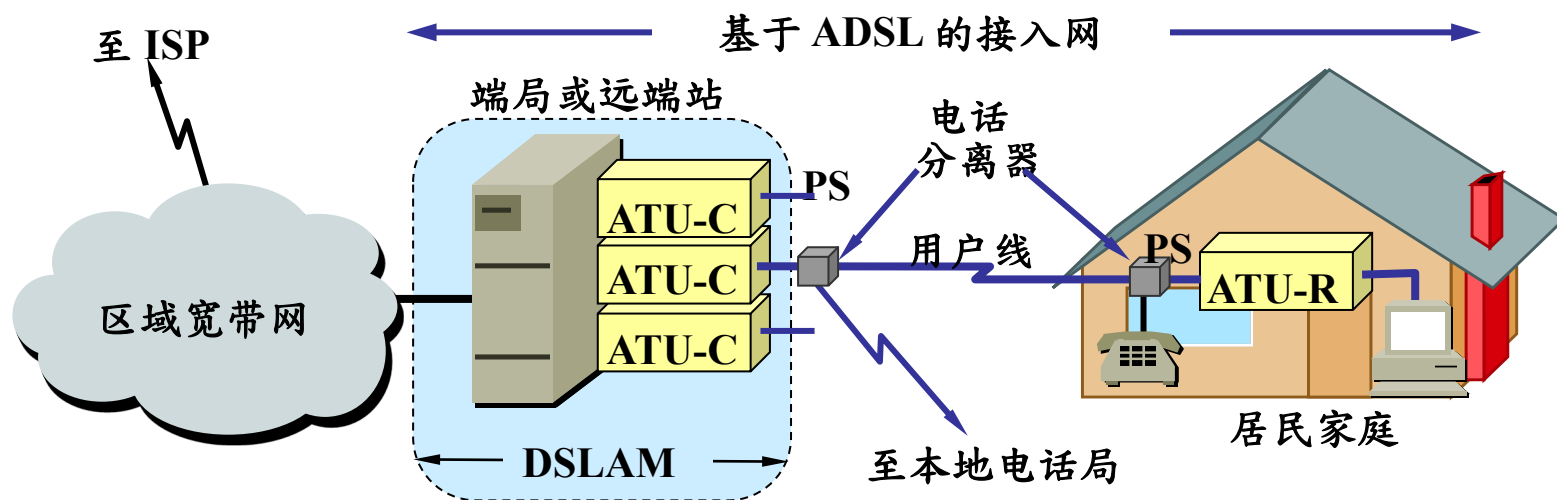 至 ISP
基于 ADSL 的接入网
端局或远端站
电话
分离器
PS
ATU-C
用户线
PS
ATU-C
ATU-R
区域宽带网
ATU-C
居民家庭
DSLAM
至本地电话局